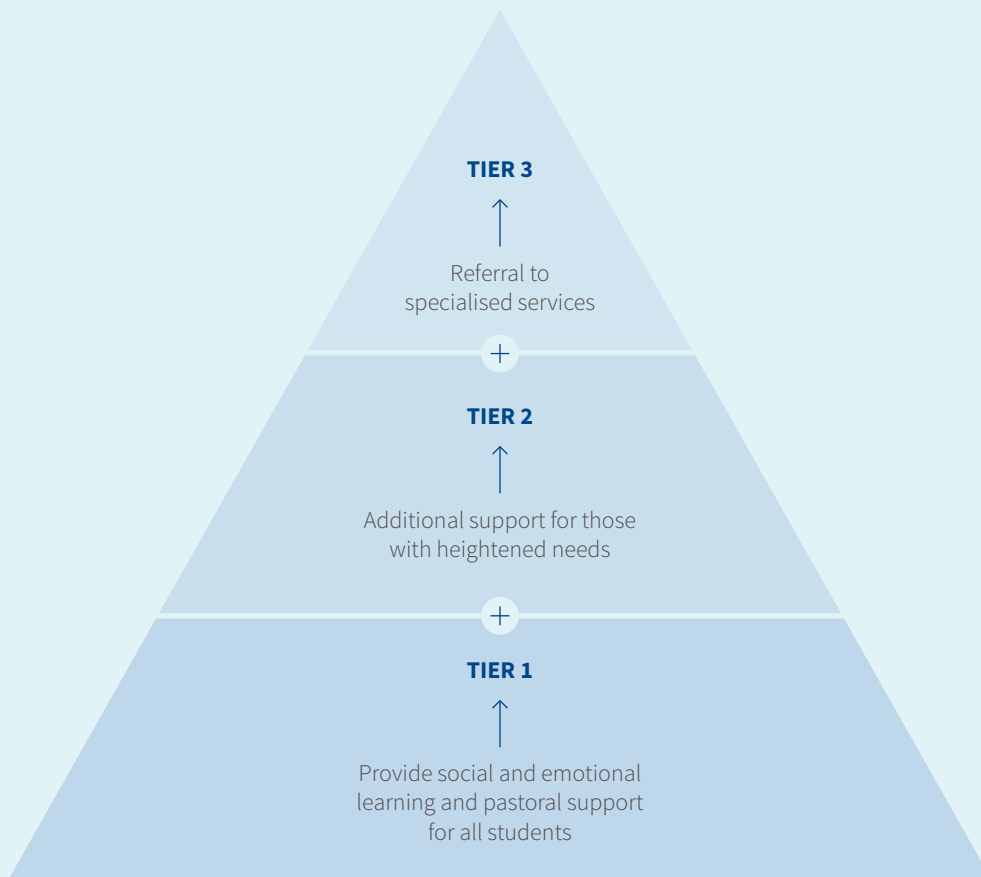 TIER 3
Referral to
specialised services
+
TIER 2
Additional support for those
with heightened needs
+
TIER 1
Provide social and emotional
learning and pastoral support
for all students